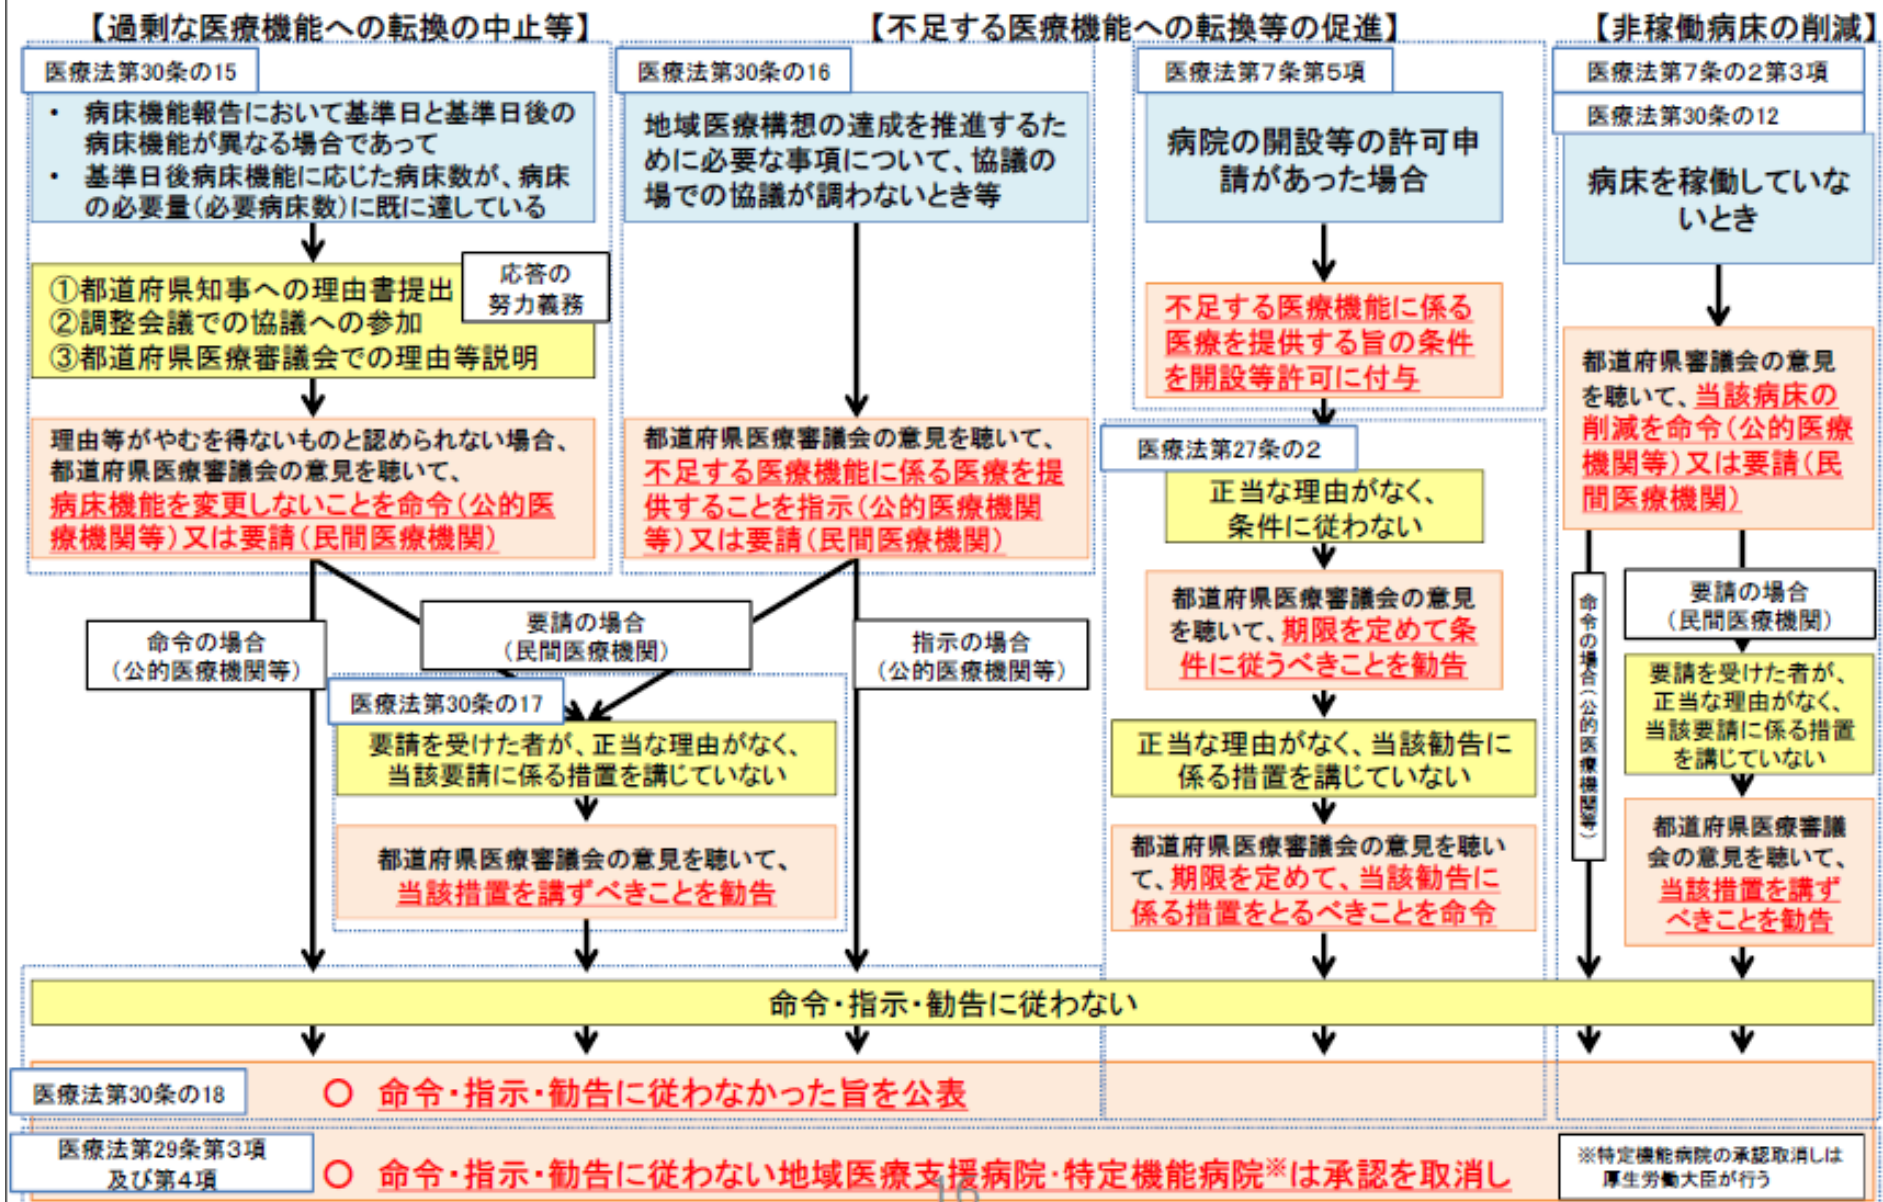 【過剰な医療機能への転換の中止等】
【不足する医療機能への転換等の促進】
【非稼働病床の削減】
医療法第30条の15
・ 病床機能報告において基準日と基準日後の
病床機能が異なる場合であって
・ 基準日後病床機能に応じた病床数が、病床
の必要量(必要病床数)に既に達している
①都道府県知事への理由書提出
②調整会議での協議への参加
③都道府県医療審議会での理由等説明
応答の
努力義務
理由等がやむを得ないものと認められない場合、
都道府県医療審議会の意見を聴いて、
病床機能を変更しないことを命令(公的医
療機関等)又は要請(民間医療機関)
医療法第30条の16
地域医療構想の達成を推進するた
めに必要な事項について、協議の
場での協議が調わないとき等
都道府県医療審議会の意見を聴いて、
不足する医療機能に係る医療を提
供することを指示(公的医療機関
等)又は要請(民間医療機関)
命令の場合
(公的医療機関等)
要請の場合
(民間医療機関)
指示の場合
(公的医療機関等)
医療法第30条の17
要請を受けた者が、正当な理由がなく、
当該要請に係る措置を講じていない
都道府県医療審議会の意見を聴いて、
当該措置を講ずべきことを勧告
医療法第7条第5項
病院の開設等の許可申
請があった場合
不足する医療機能に係る
医療を提供する旨の条件
を開設等許可に付与
医療法第27条の2
正当な理由がなく、
条件に従わない
都道府県医療審議会の意見
を聴いて、期限を定めて条
件に従うべきことを勧告
正当な理由がなく、当該勧告に
係る措置を講じていない
都道府県医療審議会の意見を聴い
て、期限を定めて、当該勧告に
係る措置をとるべきことを命令
医療法第7条の2第3項
医療法第30条の12
病床を稼働していな
いとき
都道府県審議会の意見
を聴いて、当該病床の
削減を命令(公的医療
機関等)又は要請(民
間医療機関)
命令の場合(公的医療機関等)
要請の場合
(民間医療機関)
要請を受けた者が、
正当な理由がなく、
当該要請に係る措置
を講じていない
都道府県医療審議
会の意見を聴いて、
当該措置を講ず
べきことを勧告
命令・指示・勧告に従わない
医療法第30条の18
○ 命令・指示・勧告に従わなかった旨を公表
医療法第29条第3項
及び第4項
○ 命令・指示・勧告に従わない地域医療支援病院・特定機能病院※は承認を取消し
※特定機能病院の承認取消しは
厚生労働大臣が行う
16